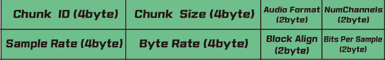 Chunk ID (4byte)
Chunk Size (4byte)
Audio Format
(2byte)
NumChannels
(2byte)
Sample Rate (4byte)
Byte Rate (4byte)
Block Align
(2byte)
Bits Per Sample
(2byte)